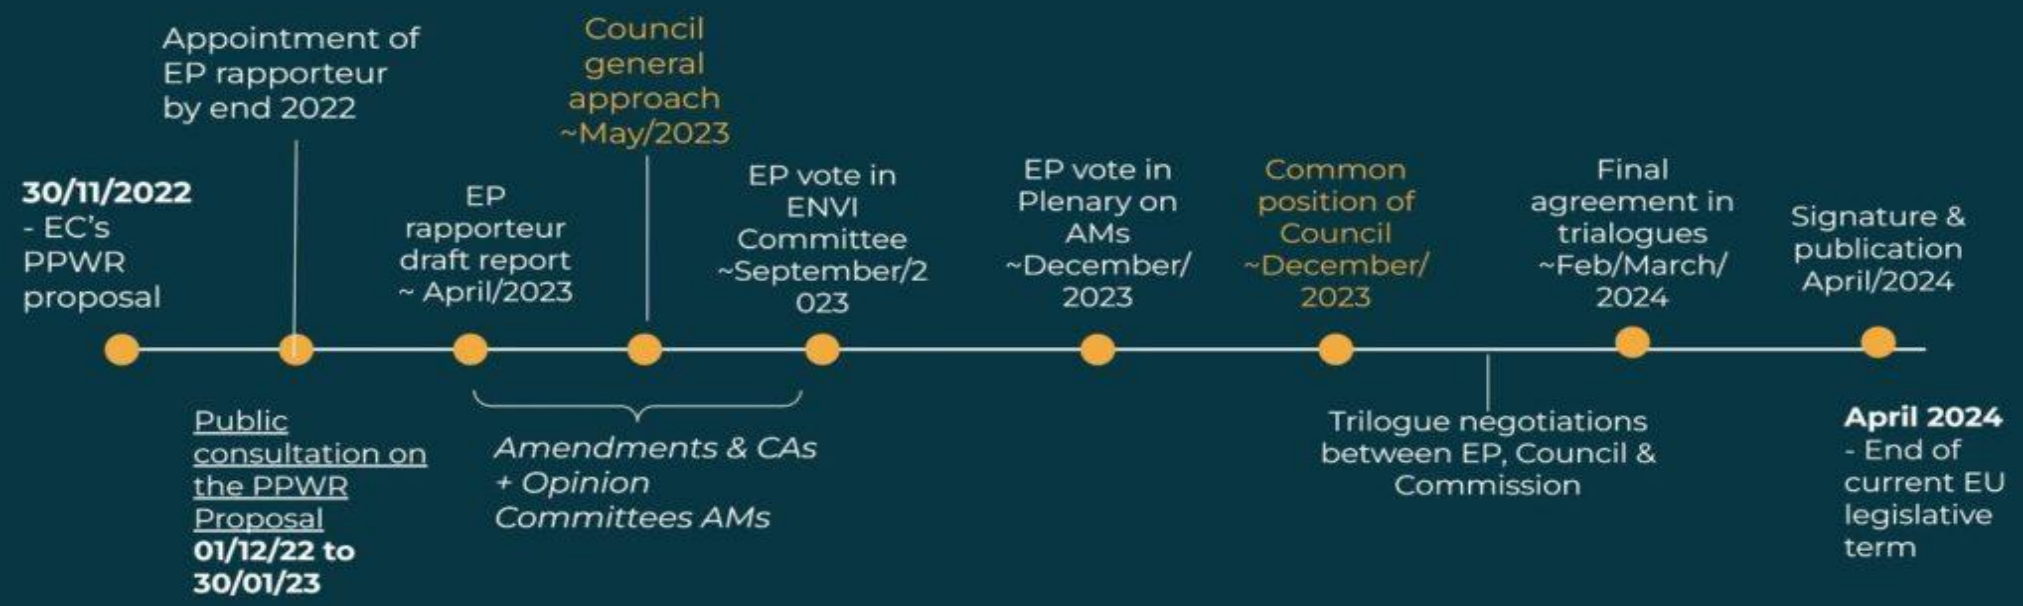 Appointment of
EP rapporteur
by end 2022
Council
general
approach
~May/2023
30/11/2022
- EC's
PPWR
proposal
EP
rapporteur
draft report
~ April/2023
EP vote in
ENVI
Committee
~September/2
023
EP vote in
Plenary on
AMs
~December/
2023
Common
position of
Council
~December/
2023
Final
agreement in
trialogues
~Feb/March/
2024
Signature &
publication
April/2024
Public
consultation on
the PPWR
Proposal
01/12/22 to
30/01/23
Amendments & CAs
+ Opinion
Committees AMs
Trilogue negotiations
between EP, Council &
Commission
April 2024
- End of
current EU
legislative
term